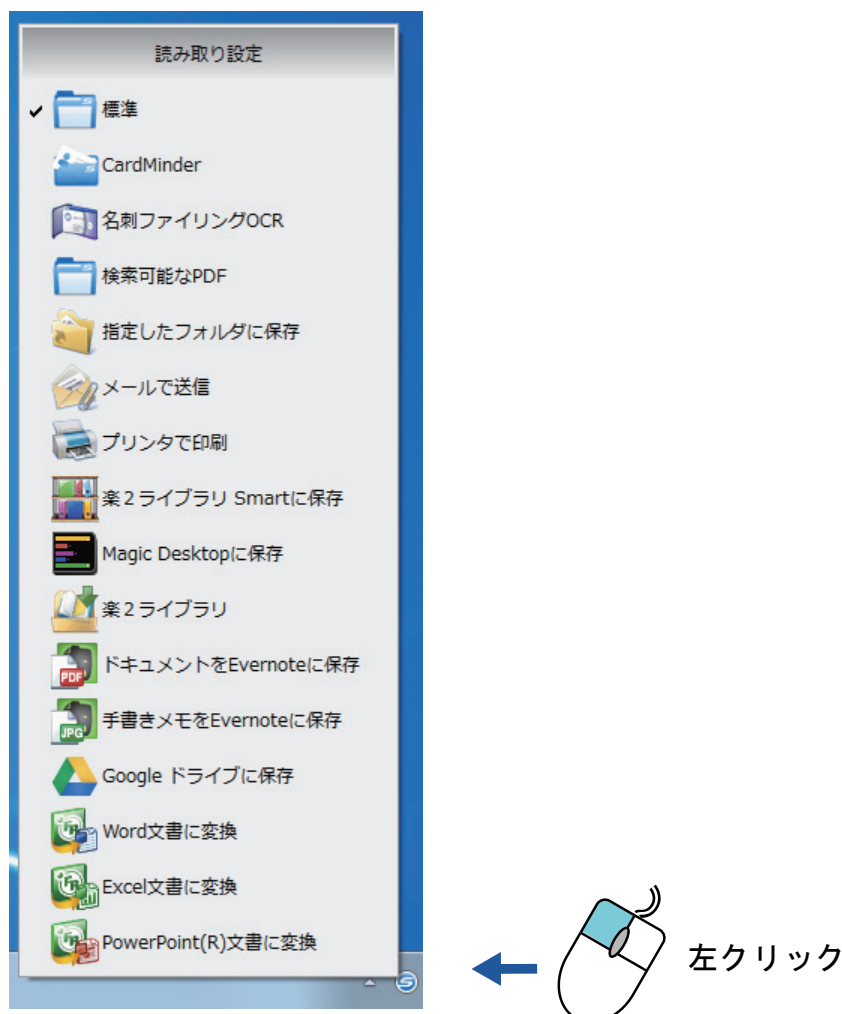 読み取り設定
標準
CardMinder
名刺ファイリングOCR
検索可能なPDF
指定したフォルダに保存
メールで送信
プリンタで印刷
楽2ライブラリ Smartに保存
Magic Desktopに保存
楽2ライブラリ
PDF ドキュメントをEvernoteに保存
JPG 手書きメモをEvernoteに保存
Google ドライブに保存
Word文書に変換
Excel文書に変換
PowerPoint(R)文書に変換
左クリック